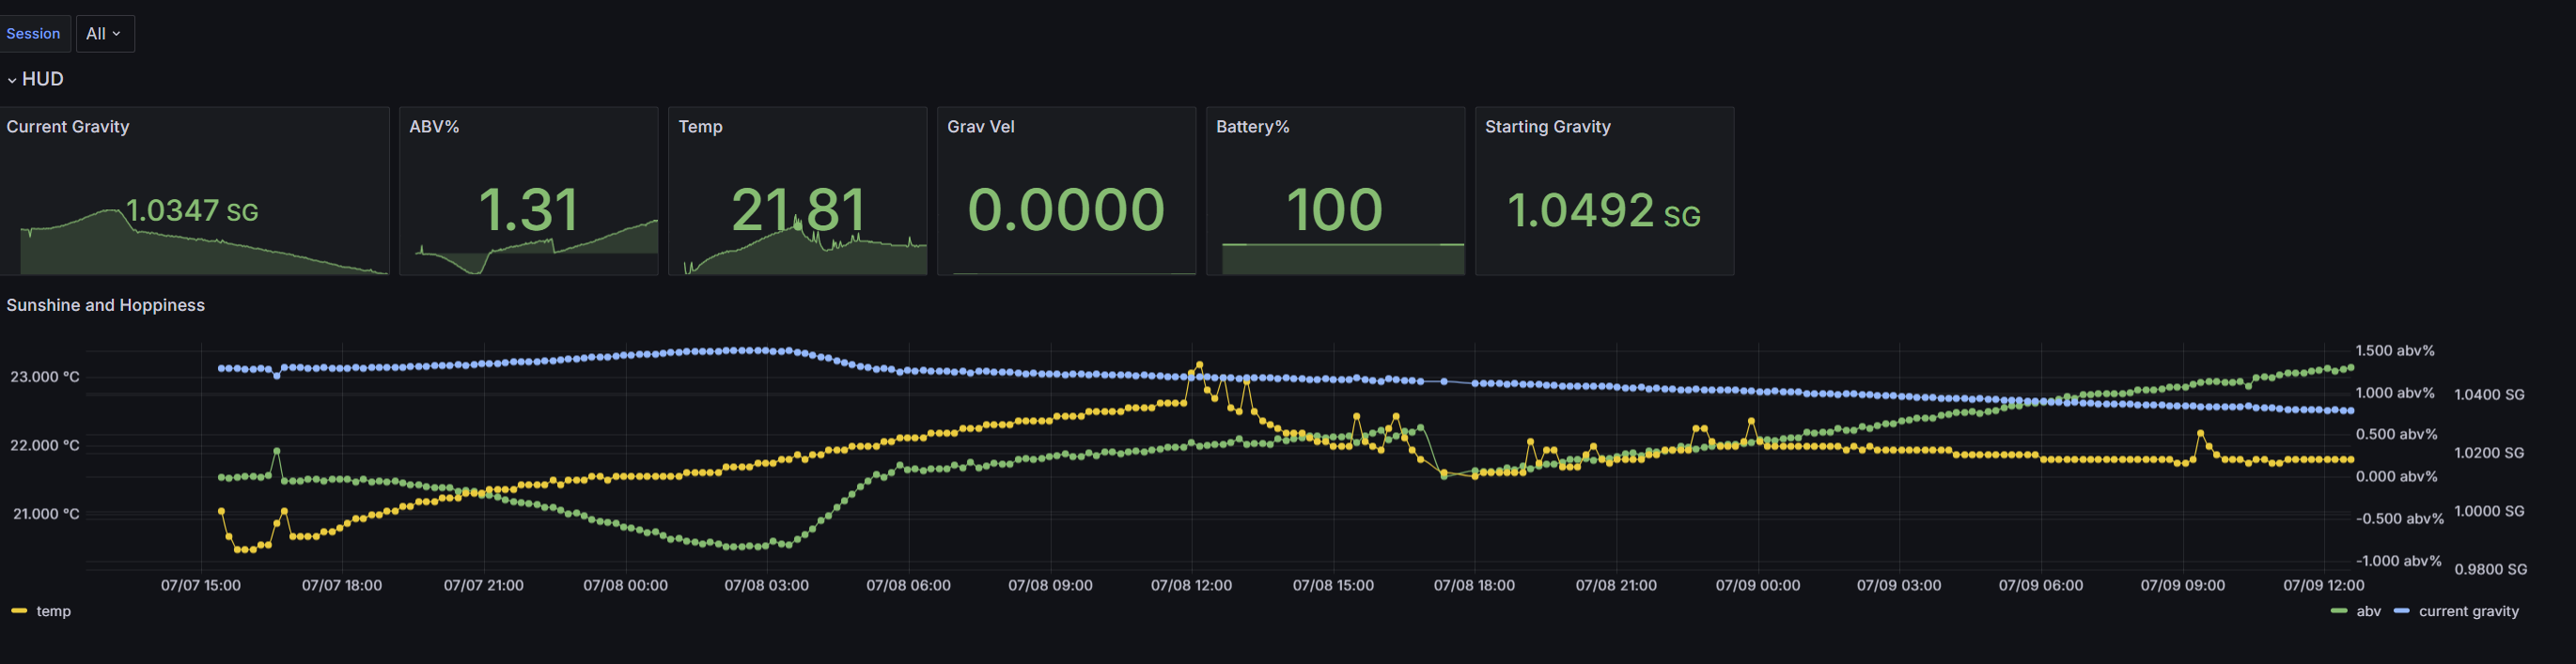 Session All
HUD
Current Gravity
1.0347 SG
ABV%
1.31
Temp
21.81
Grav Vel
0.0000
Battery%
100
Starting Gravity
1.0492 SG
Sunshine and Hoppiness
23.000 °C
22.000 °C
21.000 °C
1.500 abv%
1.000 abv%
0.500 abv%
0.000 abv%
-0.500 abv%
-1.000 abv%
1.0400 SG
1.0200 SG
1.0000 SG
0.9800 SG
07/07 15:00 07/07 18:00 07/07 21:00 07/08 00:00 07/08 03:00 07/08 06:00 07/08 09:00 07/08 12:00 07/08 15:00 07/08 18:00 07/08 21:00 07/09 00:00 07/09 03:00 07/09 06:00 07/09 09:00 07/09 12:00
temp
abv current gravity